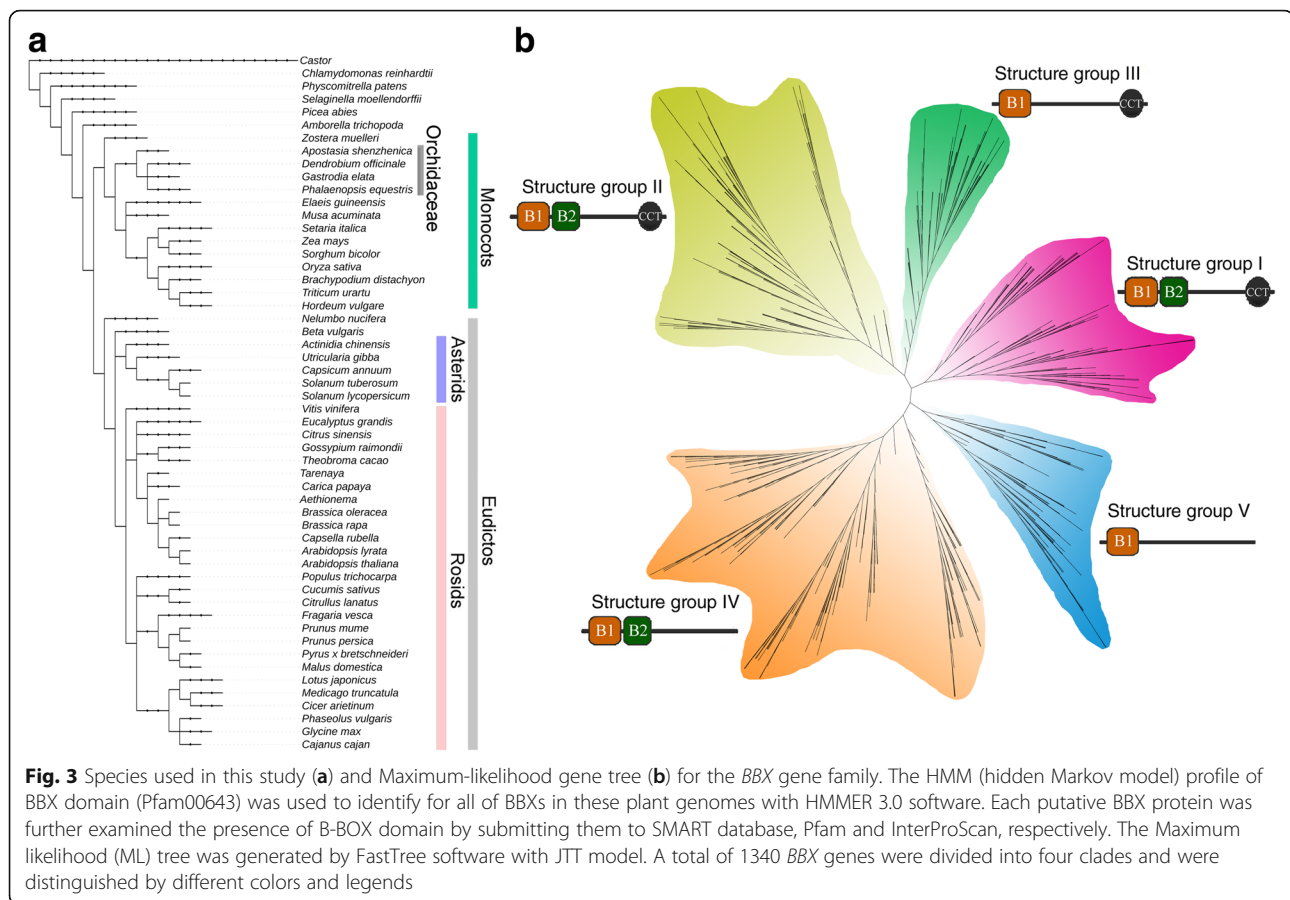 a
Castor
Chlamydomonas reinhardtii
Physcomitrella patens
Selaginella moellendorffii
Picea abies
Amborella trichopoda
Zostera muelleri
Apostasia shenzhenica
Dendrobium officinale
Gastrodia elata
Phalaenopsis equestris
Elaeis guineensis
Musa acuminata
Setaria italica
Zea mays
Sorghum bicolor
Oryza sativa
Brachypodium distachyon
Triticum urartu
Hordeum vulgare
Nelumbo nucifera
Beta vulgaris
Actinidia chinensis
Utricularia gibba
Capsicum annuum
Solanum tuberosum
Solanum lycopersicum
Vitis vinifera
Eucalyptus grandis
Citrus sinensis
Gossypium raimondii
Theobroma cacao
Tarenaya
Carica papaya
Aethionema
Brassica oleracea
Brassica rapa
Capsella rubella
Arabidopsis lyrata
Arabidopsis thaliana
Populus trichocarpa
Cucumis sativus
Citrullus lanatus
Fragaria vesca
Prunus mume
Prunus persica
Pyrus x bretschneideri
Malus domestica
Lotus japonicus
Medicago truncatula
Cicer arietinum
Phaseolus vulgaris
Glycine max
Cajanus cajan
Orchidaceae
Monocots
Asterids
Rosids
Eudictos
b
Structure group III
B1 CCT
Structure group II
B1 B2 CCT
Structure group I
B1 B2 CCT
Structure group V
B1
Structure group IV
B1 B2
Fig. 3 Species used in this study (a) and Maximum-likelihood gene tree (b) for the BBX gene family. The HMM (hidden Markov model) profile of
BBX domain (Pfam00643) was used to identify for all of BBXs in these plant genomes with HMMER 3.0 software. Each putative BBX protein was
further examined the presence of B-BOX domain by submitting them to SMART database, Pfam and InterProScan, respectively. The Maximum
likelihood (ML) tree was generated by FastTree software with JTT model. A total of 1340 BBX genes were divided into four clades and were
distinguished by different colors and legends